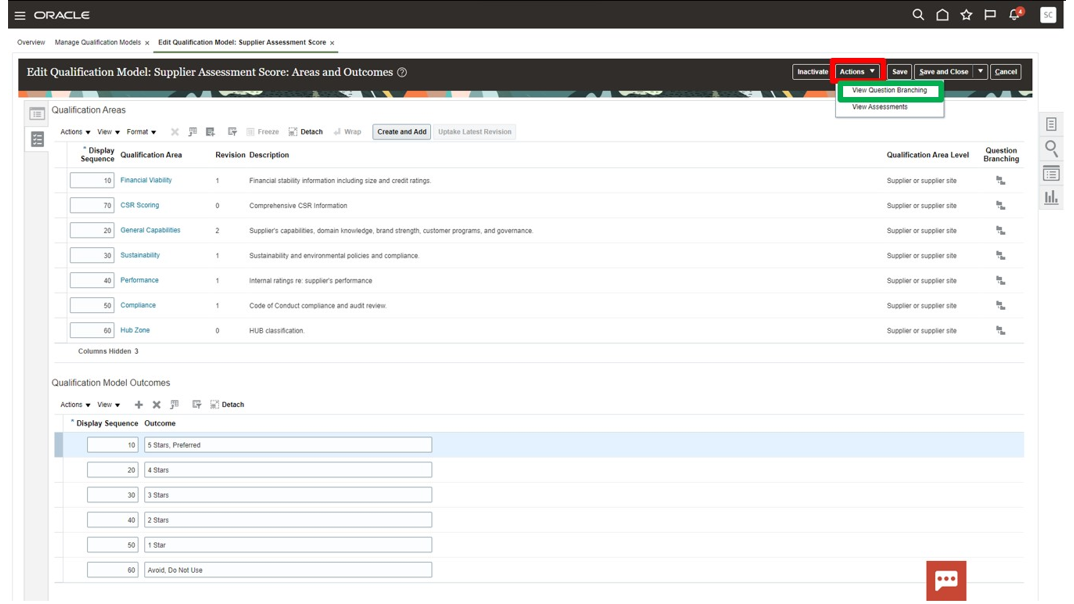 ORACLE
4
SC
Overview Manage Qualification Models × Edit Qualification Model: Supplier Assessment Score ×
Edit Qualification Model: Supplier Assessment Score: Areas and Outcomes ?
Inactivate Actions Save Save and Close Cancel
View Question Branching
View Assessments
Qualification Areas
Actions View Format Freeze Detach Wrap Create and Add Uptake Latest Revision
* Display Sequence Qualification Area Revision Description Qualification Area Level Question Branching
10 Financial Viability 1 Financial stability information including size and credit ratings. Supplier or supplier site
70 CSR Scoring 0 Comprehensive CSR Information Supplier or supplier site
20 General Capabilities 2 Supplier's capabilities, domain knowledge, brand strength, customer programs, and governance. Supplier or supplier site
30 Sustainability 1 Sustainability and environmental policies and compliance. Supplier or supplier site
40 Performance 1 Internal ratings re: supplier's performance Supplier or supplier site
50 Compliance 1 Code of Conduct compliance and audit review. Supplier or supplier site
60 Hub Zone 0 HUB classification. Supplier or supplier site
Columns Hidden 3
Qualification Model Outcomes
Actions View Detach
* Display Sequence Outcome
10 5 Stars, Preferred
20 4 Stars
30 3 Stars
40 2 Stars
50 1 Star
60 Avoid, Do Not Use